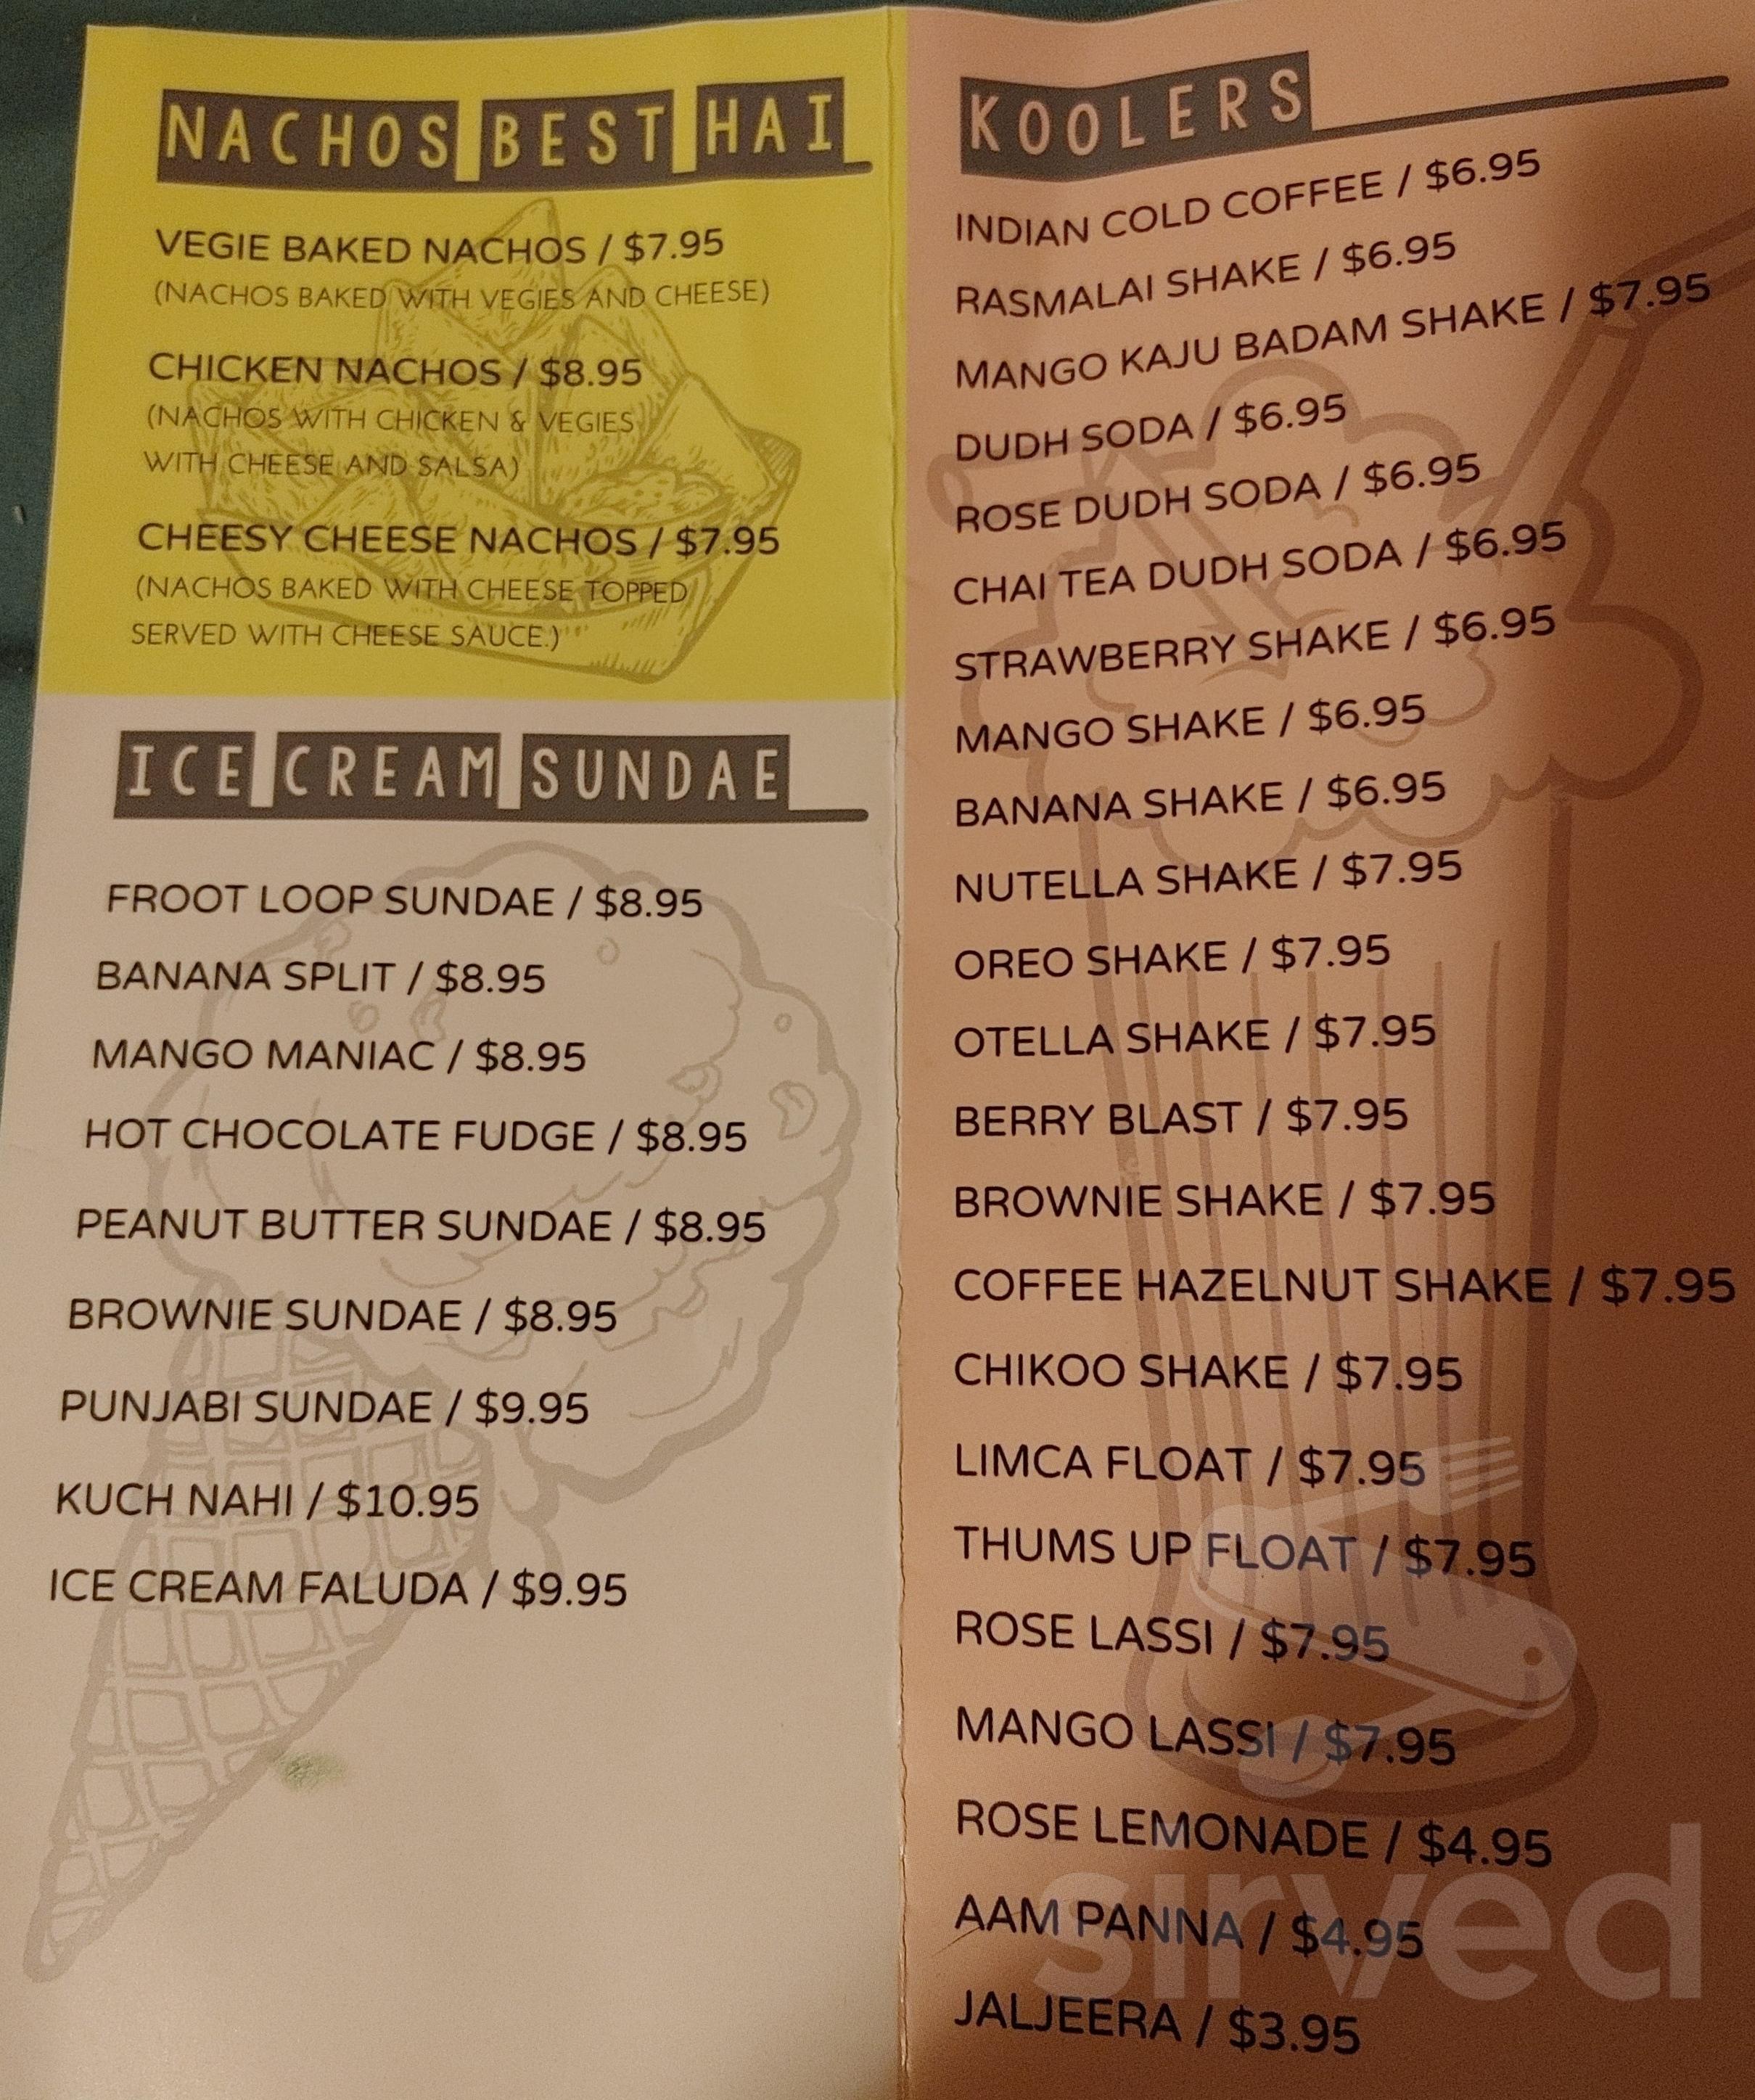 NACHOS BEST HAI
VEGIE BAKED NACHOS / $7.95
(NACHOS BAKED WITH VEGIES AND CHEESE)
CHICKEN NACHOS / $8.95
(NACHOS WITH CHICKEN & VEGIES
WITH CHEESE AND SALSA)
CHEESY CHEESE NACHOS / $7.95
(NACHOS BAKED WITH CHEESE TOPPED
SERVED WITH CHEESE SAUCE.)
ICE CREAM SUNDAE
FROOT LOOP SUNDAE / $8.95
BANANA SPLIT / $8.95
MANGO MANIAC / $8.95
HOT CHOCOLATE FUDGE / $8.95
PEANUT BUTTER SUNDAE / $8.95
BROWNIE SUNDAE / $8.95
PUNJABI SUNDAE / $9.95
KUCH NAHI / $10.95
ICE CREAM FALUDA / $9.95
KOOLERS
INDIAN COLD COFFEE / $6.95
RASMALAI SHAKE / $6.95
MANGO KAJU BADAM SHAKE / $7.95
DUDH SODA / $6.95
ROSE DUDH SODA / $6.95
CHAI TEA DUDH SODA / $6.95
STRAWBERRY SHAKE / $6.95
MANGO SHAKE / $6.95
BANANA SHAKE / $6.95
NUTELLA SHAKE / $7.95
OREO SHAKE / $7.95
OTELLA SHAKE / $7.95
BERRY BLAST / $7.95
BROWNIE SHAKE / $7.95
COFFEE HAZELNUT SHAKE / $7.95
CHIKOO SHAKE / $7.95
LIMCA FLOAT / $7.95
THUMS UP FLOAT / $7.95
ROSE LASSI / $7.95
MANGO LASSI / $7.95
ROSE LEMONADE / $4.95
AAM PANNA / $4.95
JALJEERA / $3.95
sirved